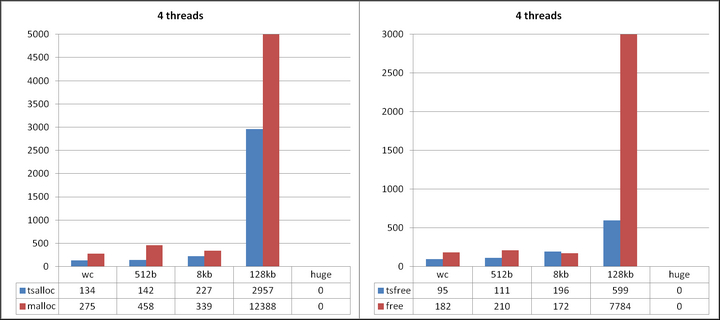 4 threads
5000
4500
4000
3500
3000
2500
2000
1500
1000
500
0
wc 512b 8kb 128kb huge
tsalloc 134 142 227 2957 0
malloc 275 458 339 12388 0
4 threads
3000
2500
2000
1500
1000
500
0
wc 512b 8kb 128kb huge
tsfree 95 111 196 599 0
free 182 210 172 7784 0